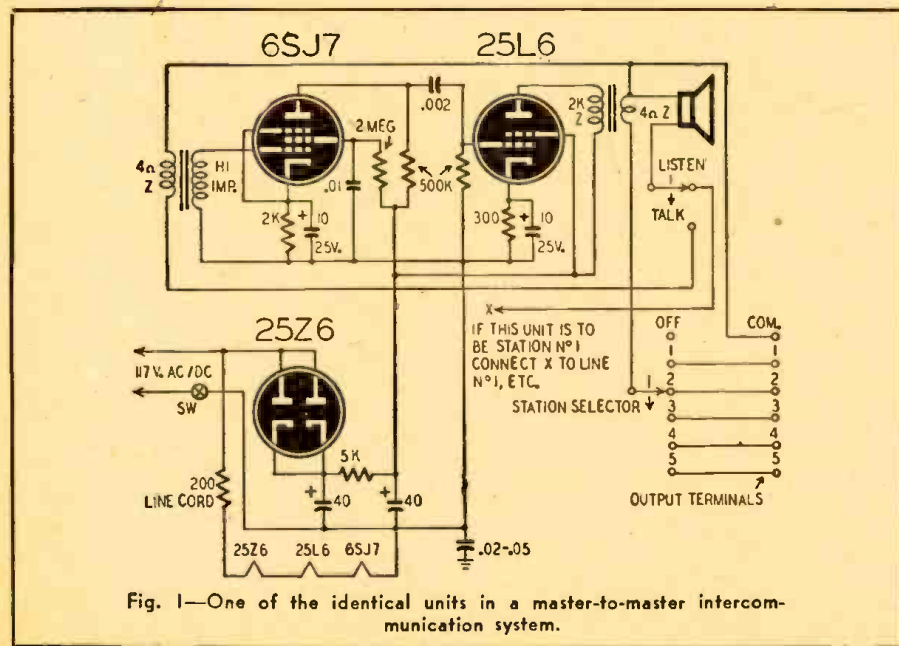 6SJ7
25L6
.002
2 MEG
2K
Z
4Ω Z
4Ω
Z
HI
IMP.
.01
500K
LISTEN
TALK
2K
+ 10
25V.
300
+ 10
25V.
X
IF THIS UNIT IS TO
BE STATION Nº1
CONNECT X TO LINE
Nº1, ETC.
OFF
COM.
1
1
2
2
3
3
4
4
5
5
STATION SELECTOR
OUTPUT TERMINALS
25Z6
117V. AC/DC
SW
5K
200
LINE CORD
+
40
+
40
.02-.05
25Z6
25L6
6SJ7
Fig. 1—One of the identical units in a master-to-master intercom-
munication system.